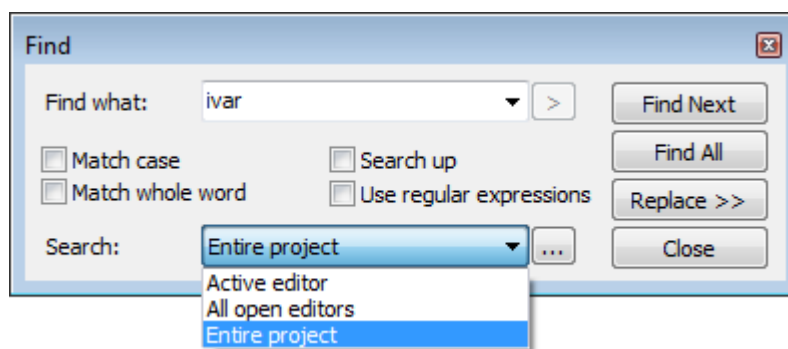 Find
Find what: ivar > Find Next
Match case Search up Find All
Match whole word Use regular expressions Replace >>
Search: Entire project ... Close
Active editor
All open editors
Entire project